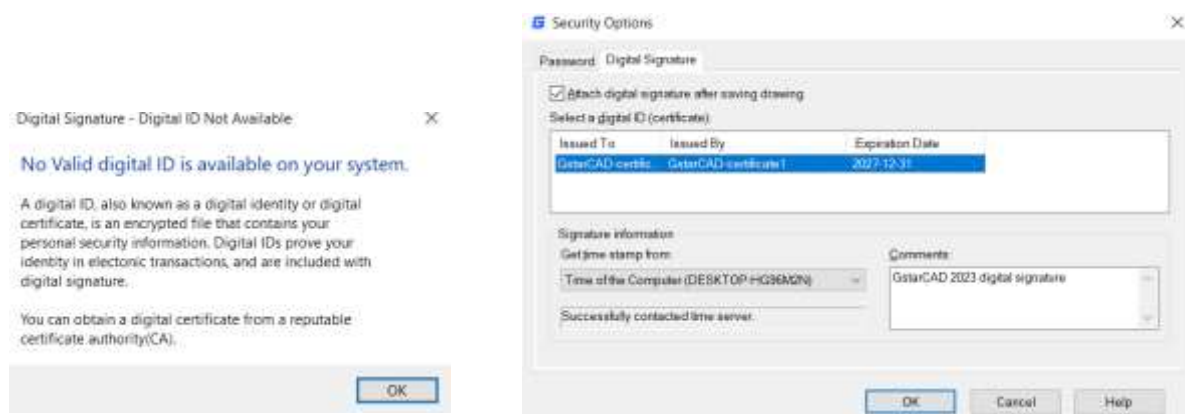 Digital Signature - Digital ID Not Available
No Valid digital ID is available on your system.
A digital ID, also known as a digital identity or digital
certificate, is an encrypted file that contains your
personal security information. Digital IDs prove your
identity in electonic transactions, and are included with
digital signature.
You can obtain a digital certificate from a reputable
certificate authority(CA).
OK
Security Options
Password Digital Signature
Attach digital signature after saving drawing
Select a digital ID (certificate)
Issued To Issued By Expiration Date
GstarCAD-certific GstarCAD-certificate1 2027-12-31
Signature information
Get time stamp from:
Time of the Computer (DESKTOP-HG96M2N)
Successfully contacted time server.
Comments:
GstarCAD 2023 digital signature
OK Cancel Help